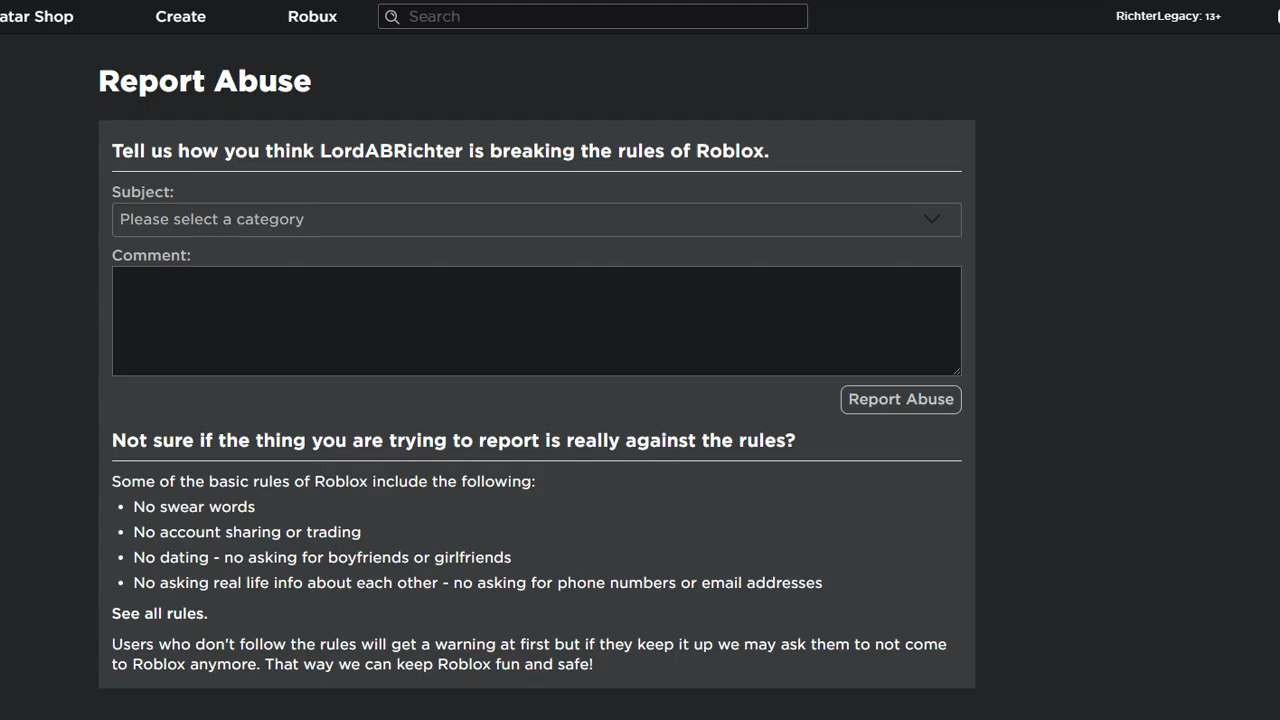 atar Shop Create Robux Search RichterLegacy: 13+
Report Abuse
Tell us how you think LordABRichter is breaking the rules of Roblox.
Subject:
Please select a category
Comment:
Report Abuse
Not sure if the thing you are trying to report is really against the rules?
Some of the basic rules of Roblox include the following:
• No swear words
• No account sharing or trading
• No dating - no asking for boyfriends or girlfriends
• No asking real life info about each other - no asking for phone numbers or email addresses
See all rules.
Users who don't follow the rules will get a warning at first but if they keep it up we may ask them to not come
to Roblox anymore. That way we can keep Roblox fun and safe!